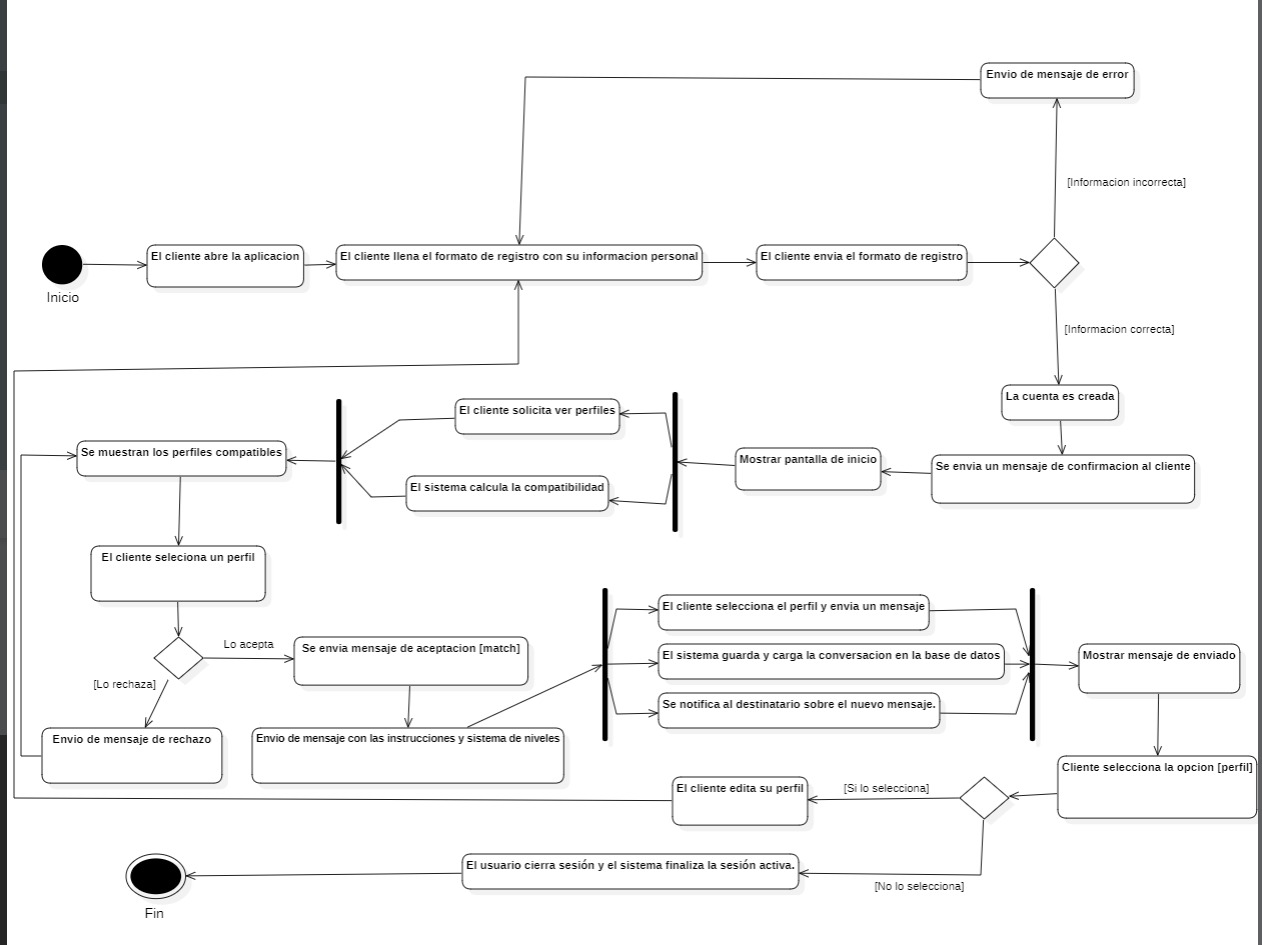 Envio de mensaje de error
[Informacion incorrecta]
El cliente abre la aplicacion
El cliente llena el formato de registro con su informacion personal
El cliente envia el formato de registro
Inicio
[Informacion correcta]
La cuenta es creada
El cliente solicita ver perfiles
Se muestran los perfiles compatibles
Mostrar pantalla de inicio
Se envia un mensaje de confirmacion al cliente
El sistema calcula la compatibilidad
El cliente seleciona un perfil
El cliente selecciona el perfil y envia un mensaje
Lo acepta
Se envia mensaje de aceptacion [match]
El sistema guarda y carga la conversacion en la base de datos
Mostrar mensaje de enviado
[Lo rechaza]
Se notifica al destinatario sobre el nuevo mensaje.
Envio de mensaje de rechazo
Envio de mensaje con las instrucciones y sistema de niveles
Cliente selecciona la opcion [perfil]
El cliente edita su perfil
[Si lo selecciona]
El usuario cierra sesión y el sistema finaliza la sesión activa.
[No lo selecciona]
Fin